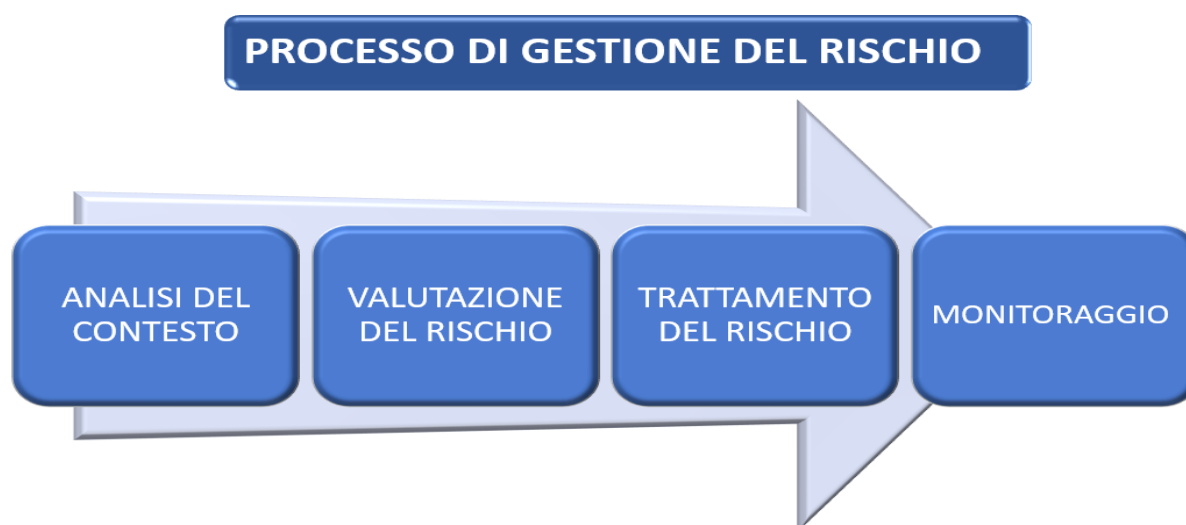 PROCESSO DI GESTIONE DEL RISCHIO
ANALISI DEL
CONTESTO
VALUTAZIONE
DEL RISCHIO
TRATTAMENTO
DEL RISCHIO
MONITORAGGIO